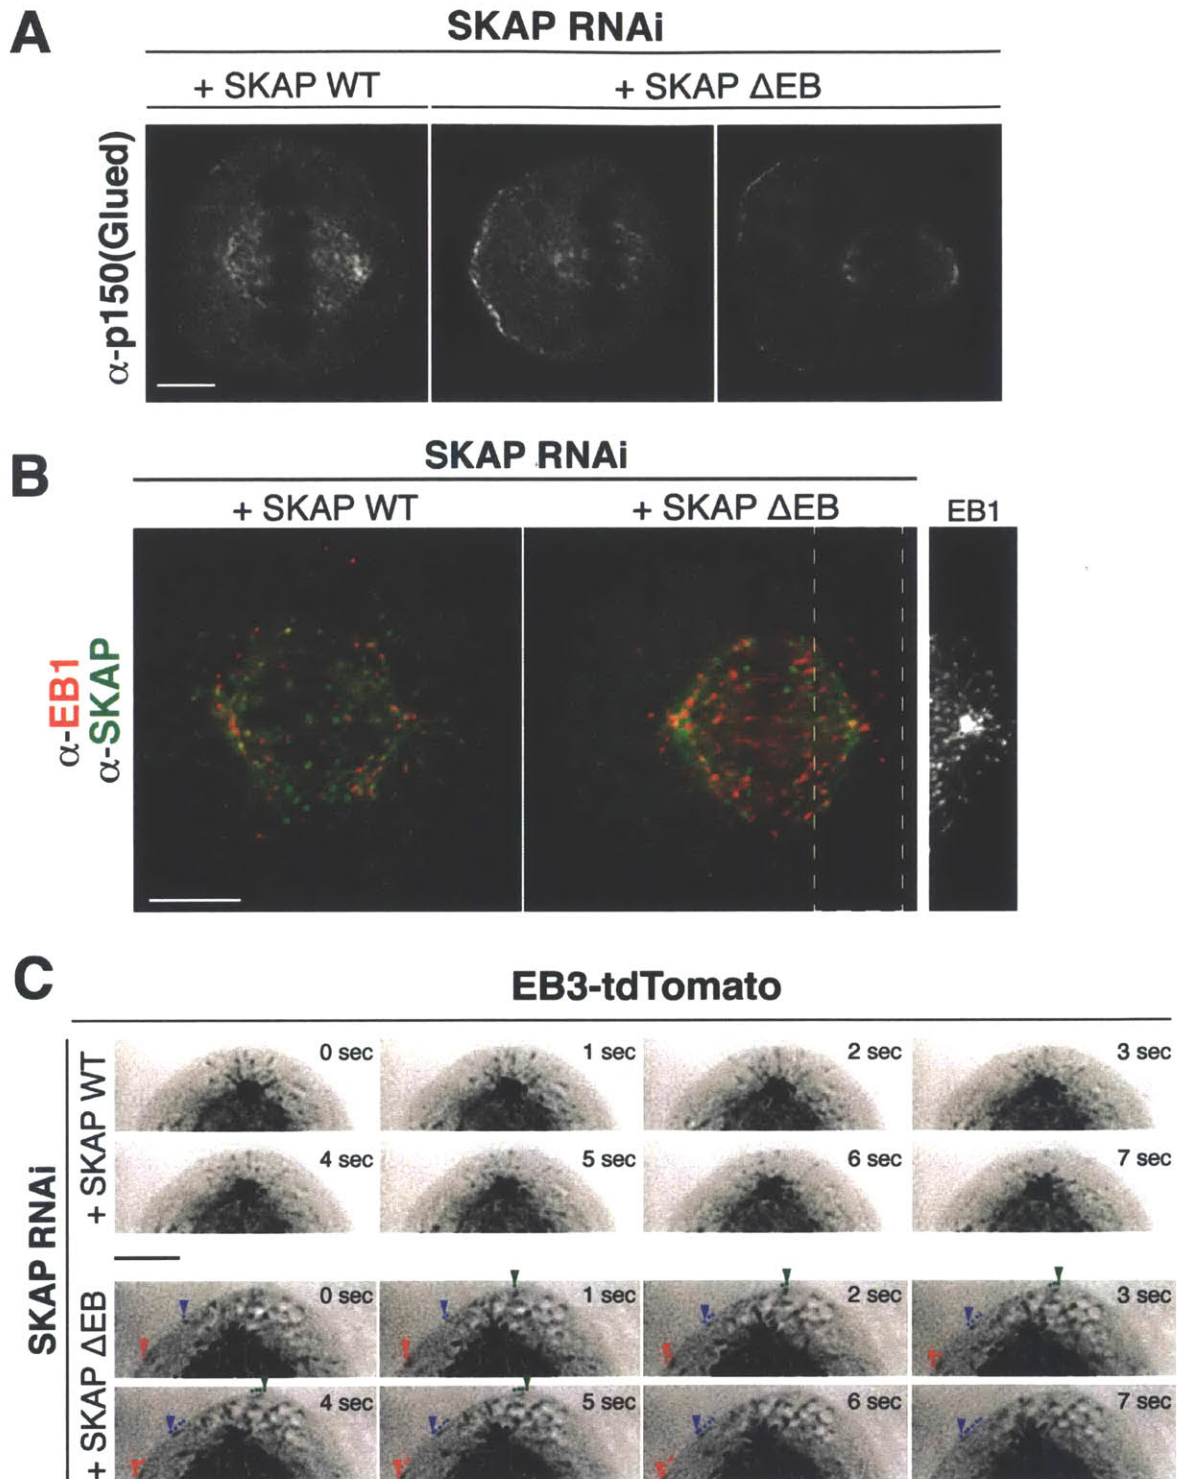 A
SKAP RNAi
+ SKAP WT
+ SKAP ΔEB
α-p150(Glued)
B
SKAP RNAi
+ SKAP WT
+ SKAP ΔEB
EB1
α-EB1
α-SKAP
C
EB3-tdTomato
SKAP RNAi
+ SKAP WT
0 sec
1 sec
2 sec
3 sec
4 sec
5 sec
6 sec
7 sec
+ SKAP ΔEB
0 sec
1 sec
2 sec
3 sec
4 sec
5 sec
6 sec
7 sec